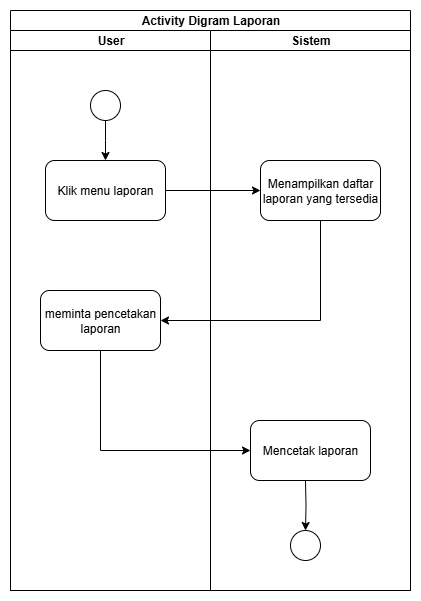 Activity Digram Laporan
User
Sistem
Klik menu laporan
Menampilkan daftar
laporan yang tersedia
meminta pencetakan
laporan
Mencetak laporan